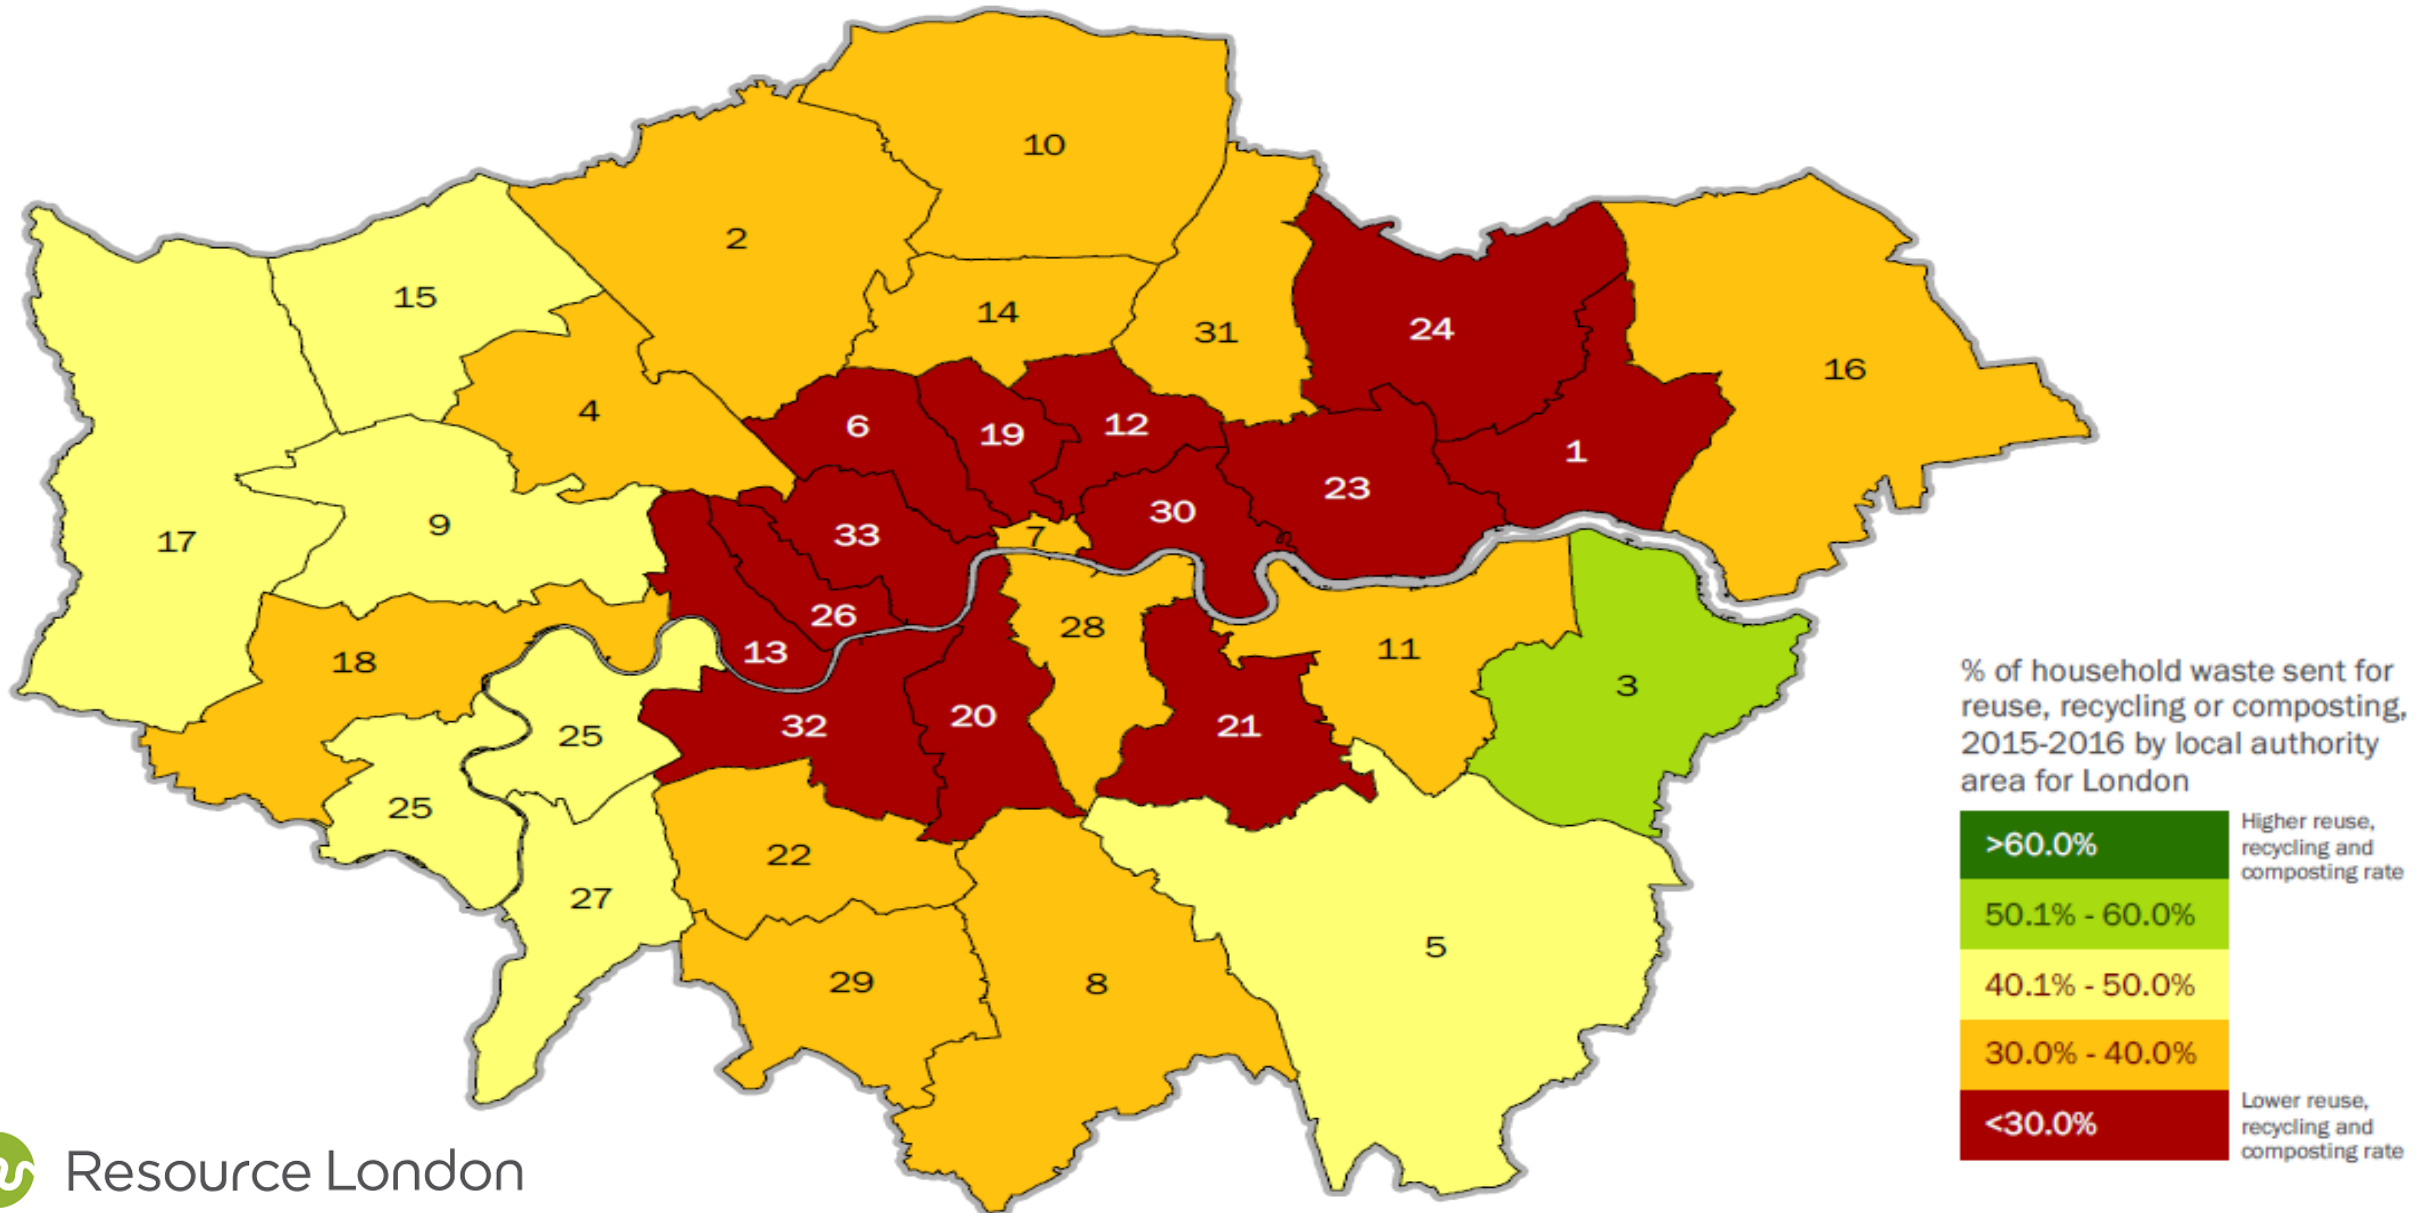 10
2
15
14
31
24
16
4
6
19
12
1
23
30
9
33
7
17
26
28
13
11
18
3
20
32
21
25
25
22
27
5
29
8
% of household waste sent for
reuse, recycling or composting,
2015-2016 by local authority
area for London
>60.0%
Higher reuse,
recycling and
composting rate
50.1% - 60.0%
40.1% - 50.0%
30.0% - 40.0%
<30.0%
Lower reuse,
recycling and
composting rate
Resource London